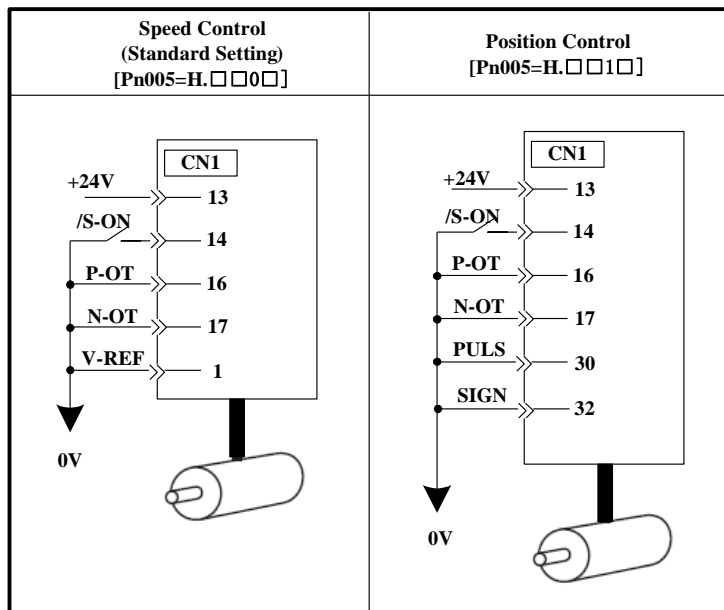 Speed Control
(Standard Setting)
[Pn005=H.□□0□]
Position Control
[Pn005=H.□□1□]
CN1
+24V 13
/S-ON 14
P-OT 16
N-OT 17
V-REF 1
0V
CN1
+24V 13
/S-ON 14
P-OT 16
N-OT 17
PULS 30
SIGN 32
0V